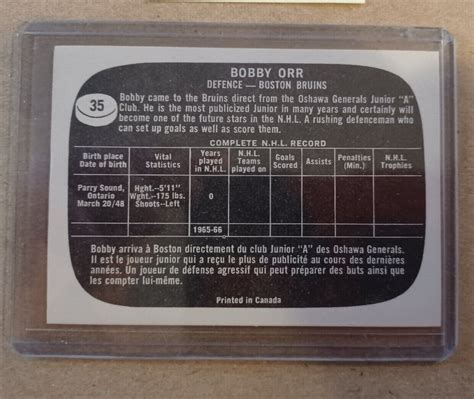 BOBBY ORR
DEFENCE — BOSTON BRUINS
35
Bobby came to the Bruins direct from the Oshawa Generals Junior "A"
Club. He is the most publicized Junior in many years and certainly will
become one of the future stars in the N.H.L. A rushing defenceman who
can set up goals as well as score them.
COMPLETE N.H.L. RECORD
Birth place Date of birth | Vital Statistics | Years played in N.H.L. | N.H.L. Teams played on | Goals Scored | Assists | Penalties (Min.) | N.H.L. Trophies
Parry Sound, Hght.--5'11"
Ontario Wght.-175 lbs. 0
March 20/48 Shoots--Left
1965-66
Bobby arriva à Boston directement du club Junior "A" des Oshawa Generals.
Il est le joueur junior qui a reçu le plus de publicité au cours des dernières
années. Un joueur de défense agressif qui peut préparer des buts ainsi que
les compter lui-même.
Printed in Canada